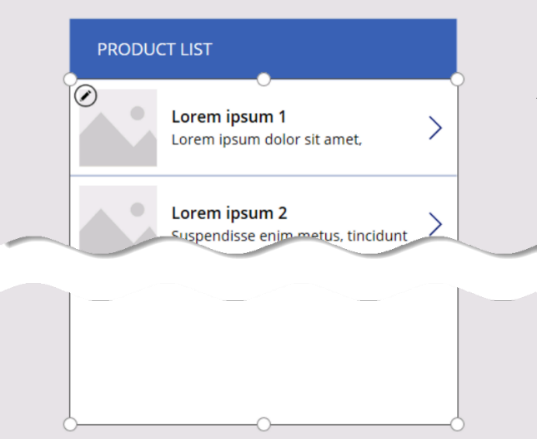 PRODUCT LIST
Lorem ipsum 1
Lorem ipsum dolor sit amet,
Lorem ipsum 2
Suspendisse enim metus, tincidunt